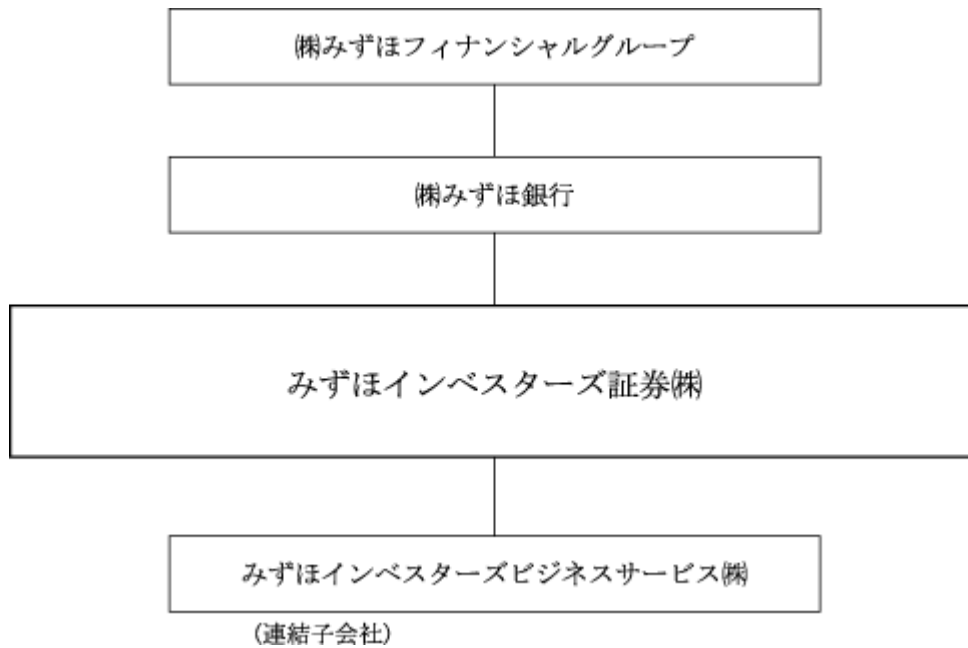 ㈱みずほフィナンシャルグループ
㈱みずほ銀行
みずほインベスターズ証券㈱
みずほインベスターズビジネスサービス㈱
(連結子会社)